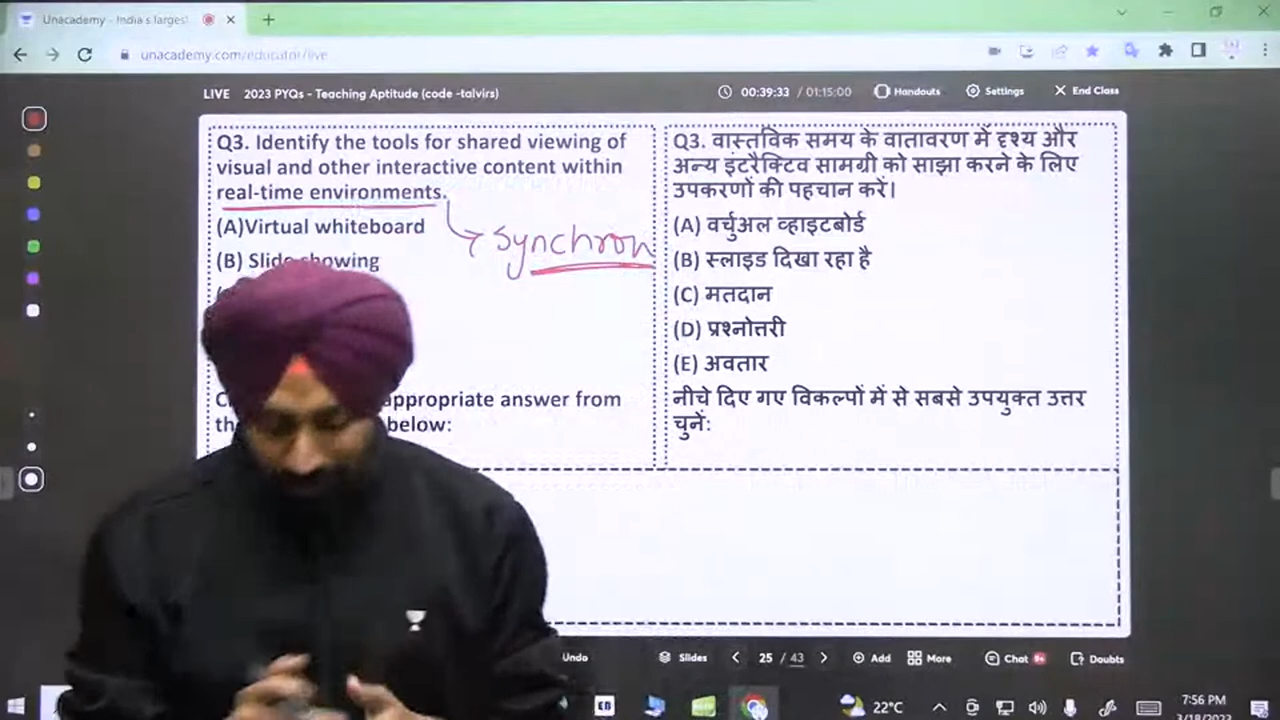 Unacademy - India's largest
unacademy.com/educator/live
LIVE 2023 PYQs - Teaching Aptitude (code -talvirs)
00:39:33 / 01:15:00
Handouts
Settings
End Class
Q3. Identify the tools for shared viewing of
visual and other interactive content within
real-time environments.
(A)Virtual whiteboard
(B) Slide showing
Synchron
appropriate answer from
below:
Q3. वास्तविक समय के वातावरण में दृश्य और
अन्य इंटरैक्टिव सामग्री को साझा करने के लिए
उपकरणों की पहचान करें।
(A) वर्चुअल व्हाइटबोर्ड
(B) स्लाइड दिखा रहा है
(C) मतदान
(D) प्रश्नोत्तरी
(E) अवतार
नीचे दिए गए विकल्पों में से सबसे उपयुक्त उत्तर
चुनें:
Undo
Slides
25 / 43
Add
More
Chat
Doubts
EB
22°C
7:56 PM
3/18/2023